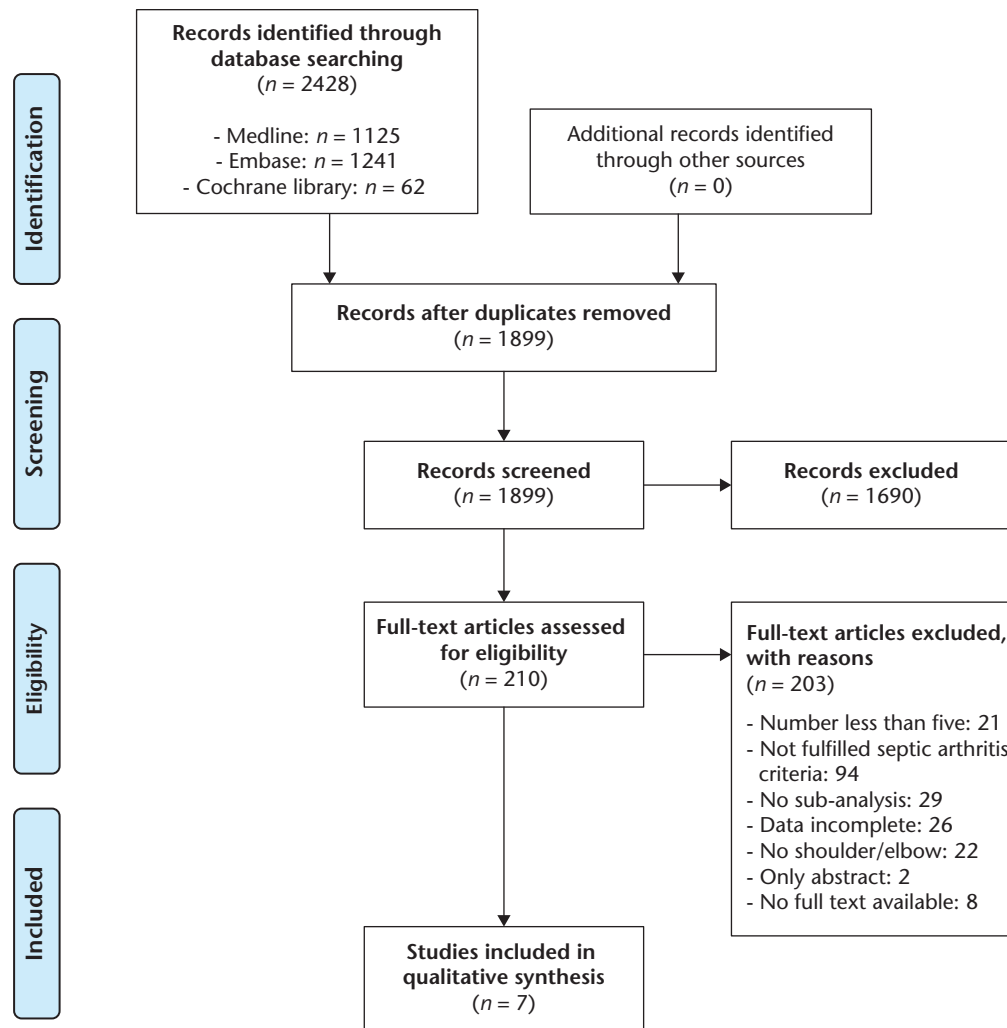 Identification
Records identified through
database searching
(n = 2428)
- Medline: n = 1125
- Embase: n = 1241
- Cochrane library: n = 62
Additional records identified
through other sources
(n = 0)
Screening
Records after duplicates removed
(n = 1899)
Records screened
(n = 1899)
Records excluded
(n = 1690)
Eligibility
Full-text articles assessed
for eligibility
(n = 210)
Full-text articles excluded,
with reasons
(n = 203)
- Number less than five: 21
- Not fulfilled septic arthritis
criteria: 94
- No sub-analysis: 29
- Data incomplete: 26
- No shoulder/elbow: 22
- Only abstract: 2
- No full text available: 8
Included
Studies included in
qualitative synthesis
(n = 7)